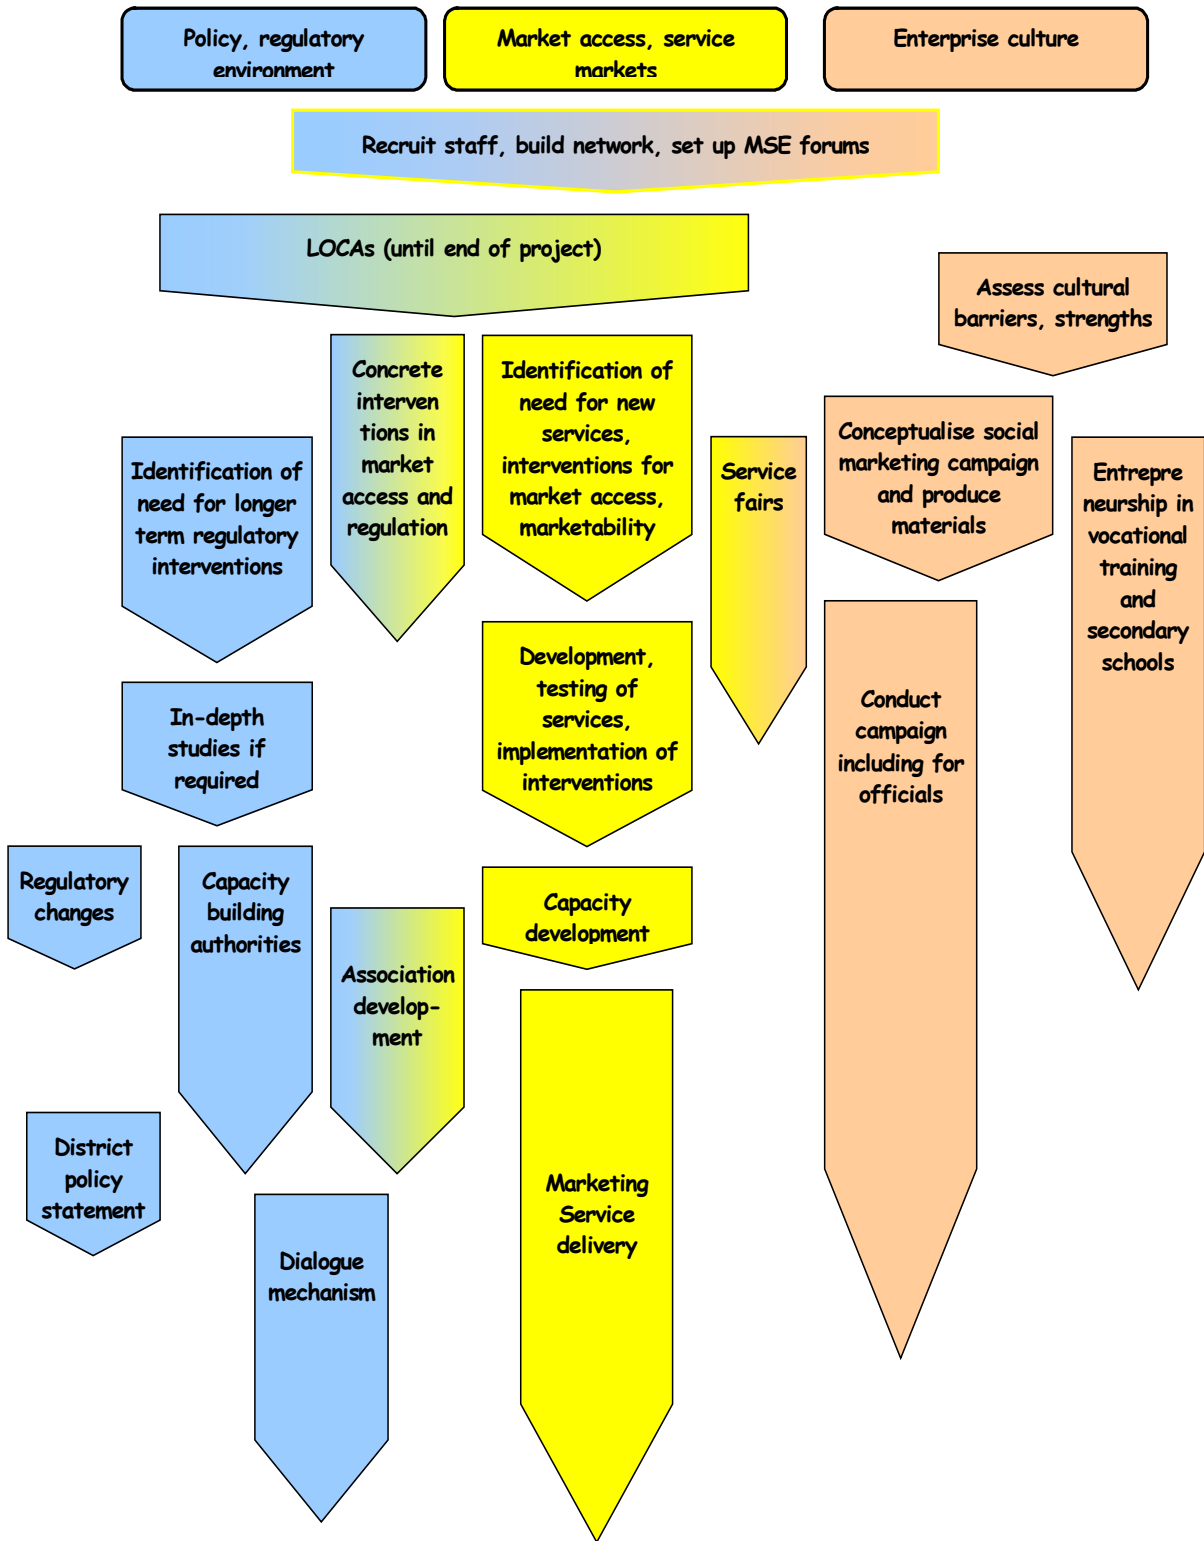 Policy, regulatory
environment
Market access, service
markets
Enterprise culture
Recruit staff, build network, set up MSE forums
LOCAs (until end of project)
Assess cultural
barriers, strengths
Concrete
interven
tions in
market
access and
regulation
Identification of
need for new
services,
interventions for
market access,
marketability
Conceptualise social
marketing campaign
and produce
materials
Identification of
need for longer
term regulatory
interventions
Service
fairs
Entrepre
neurship in
vocational
training
and
secondary
schools
Development,
testing of
services,
implementation of
interventions
In-depth
studies if
required
Conduct
campaign
including for
officials
Regulatory
changes
Capacity
building
authorities
Capacity
development
Association
develop-
ment
District
policy
statement
Marketing
Service
delivery
Dialogue
mechanism